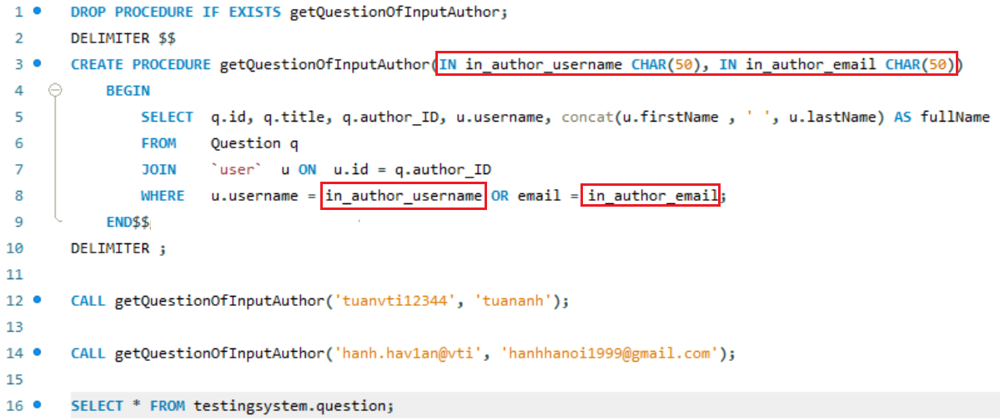 1 DROP PROCEDURE IF EXISTS getQuestionOfInputAuthor;
2 DELIMITER $$
3 CREATE PROCEDURE getQuestionOfInputAuthor(IN in_author_username CHAR(50), IN in_author_email CHAR(50))
4 BEGIN
5 SELECT q.id, q.title, q.author_ID, u.username, concat(u.firstName , ' ', u.lastName) AS fullName
6 FROM Question q
7 JOIN `user` u ON u.id = q.author_ID
8 WHERE u.username = in_author_username OR email = in_author_email;
9 END$$
10 DELIMITER ;
11
12 CALL getQuestionOfInputAuthor('tuanvti12344', 'tuananh');
13
14 CALL getQuestionOfInputAuthor('hanh.hav1an@vti', 'hanhhanoi1999@gmail.com');
15
16 SELECT * FROM testingsystem.question;